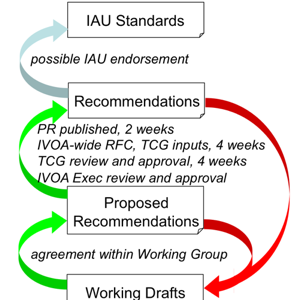 IAU Standards
possible IAU endorsement
Recommendations
PR published, 2 weeks
IVOA-wide RFC, TCG inputs, 4 weeks
TCG review and approval, 4 weeks
IVOA Exec review and approval
Proposed
Recommendations
agreement within Working Group
Working Drafts